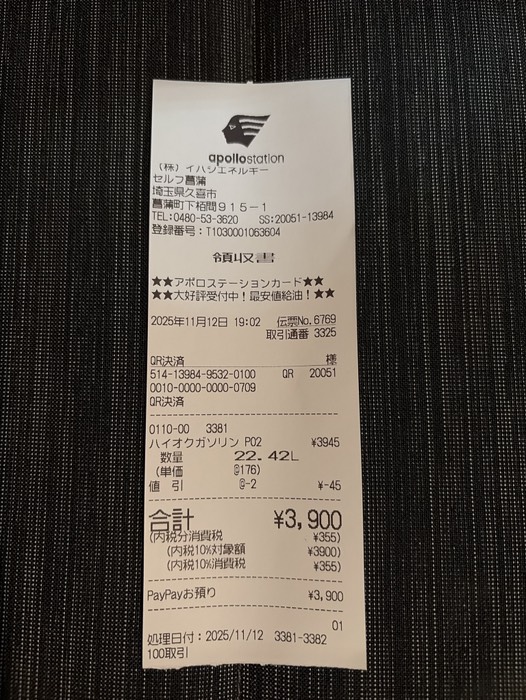 apollostation
(株)イハシエネルギー
セルフ菖蒲
埼玉県久喜市
菖蒲町下栢間915-1
TEL:0480-53-3620 SS:20051-13984
登録番号:T1030001063604
領収書
★★アポロステーションカード★★
★★大好評受付中!最安値給油!★★
2025年11月12日 19:02 伝票No.6769
取引通番 3325
QR決済 様
514-13984-9532-0100 QR 20051
0010-0000-0000-0709
QR決済
0110-00 3381
ハイオクガソリン P02 ¥3945
数量 22.42L
(単価 @176)
値 引 @-2 ¥-45
合計 ¥3,900
(内税分消費税 ¥355)
(内税10%対象額 ¥3900)
(内税10%消費税 ¥355)
PayPayお預り ¥3,900
01
処理日付:2025/11/12 3381-3382
100取引